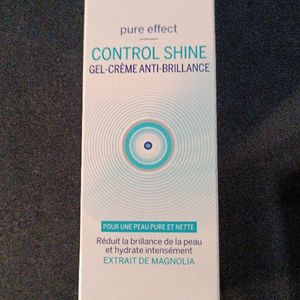 pure effect
CONTROL SHINE
GEL-CRÈME ANTI-BRILLANCE
POUR UNE PEAU PURE ET NETTE
Réduit la brillance de la peau
et hydrate intensément
EXTRAIT DE MAGNOLIA